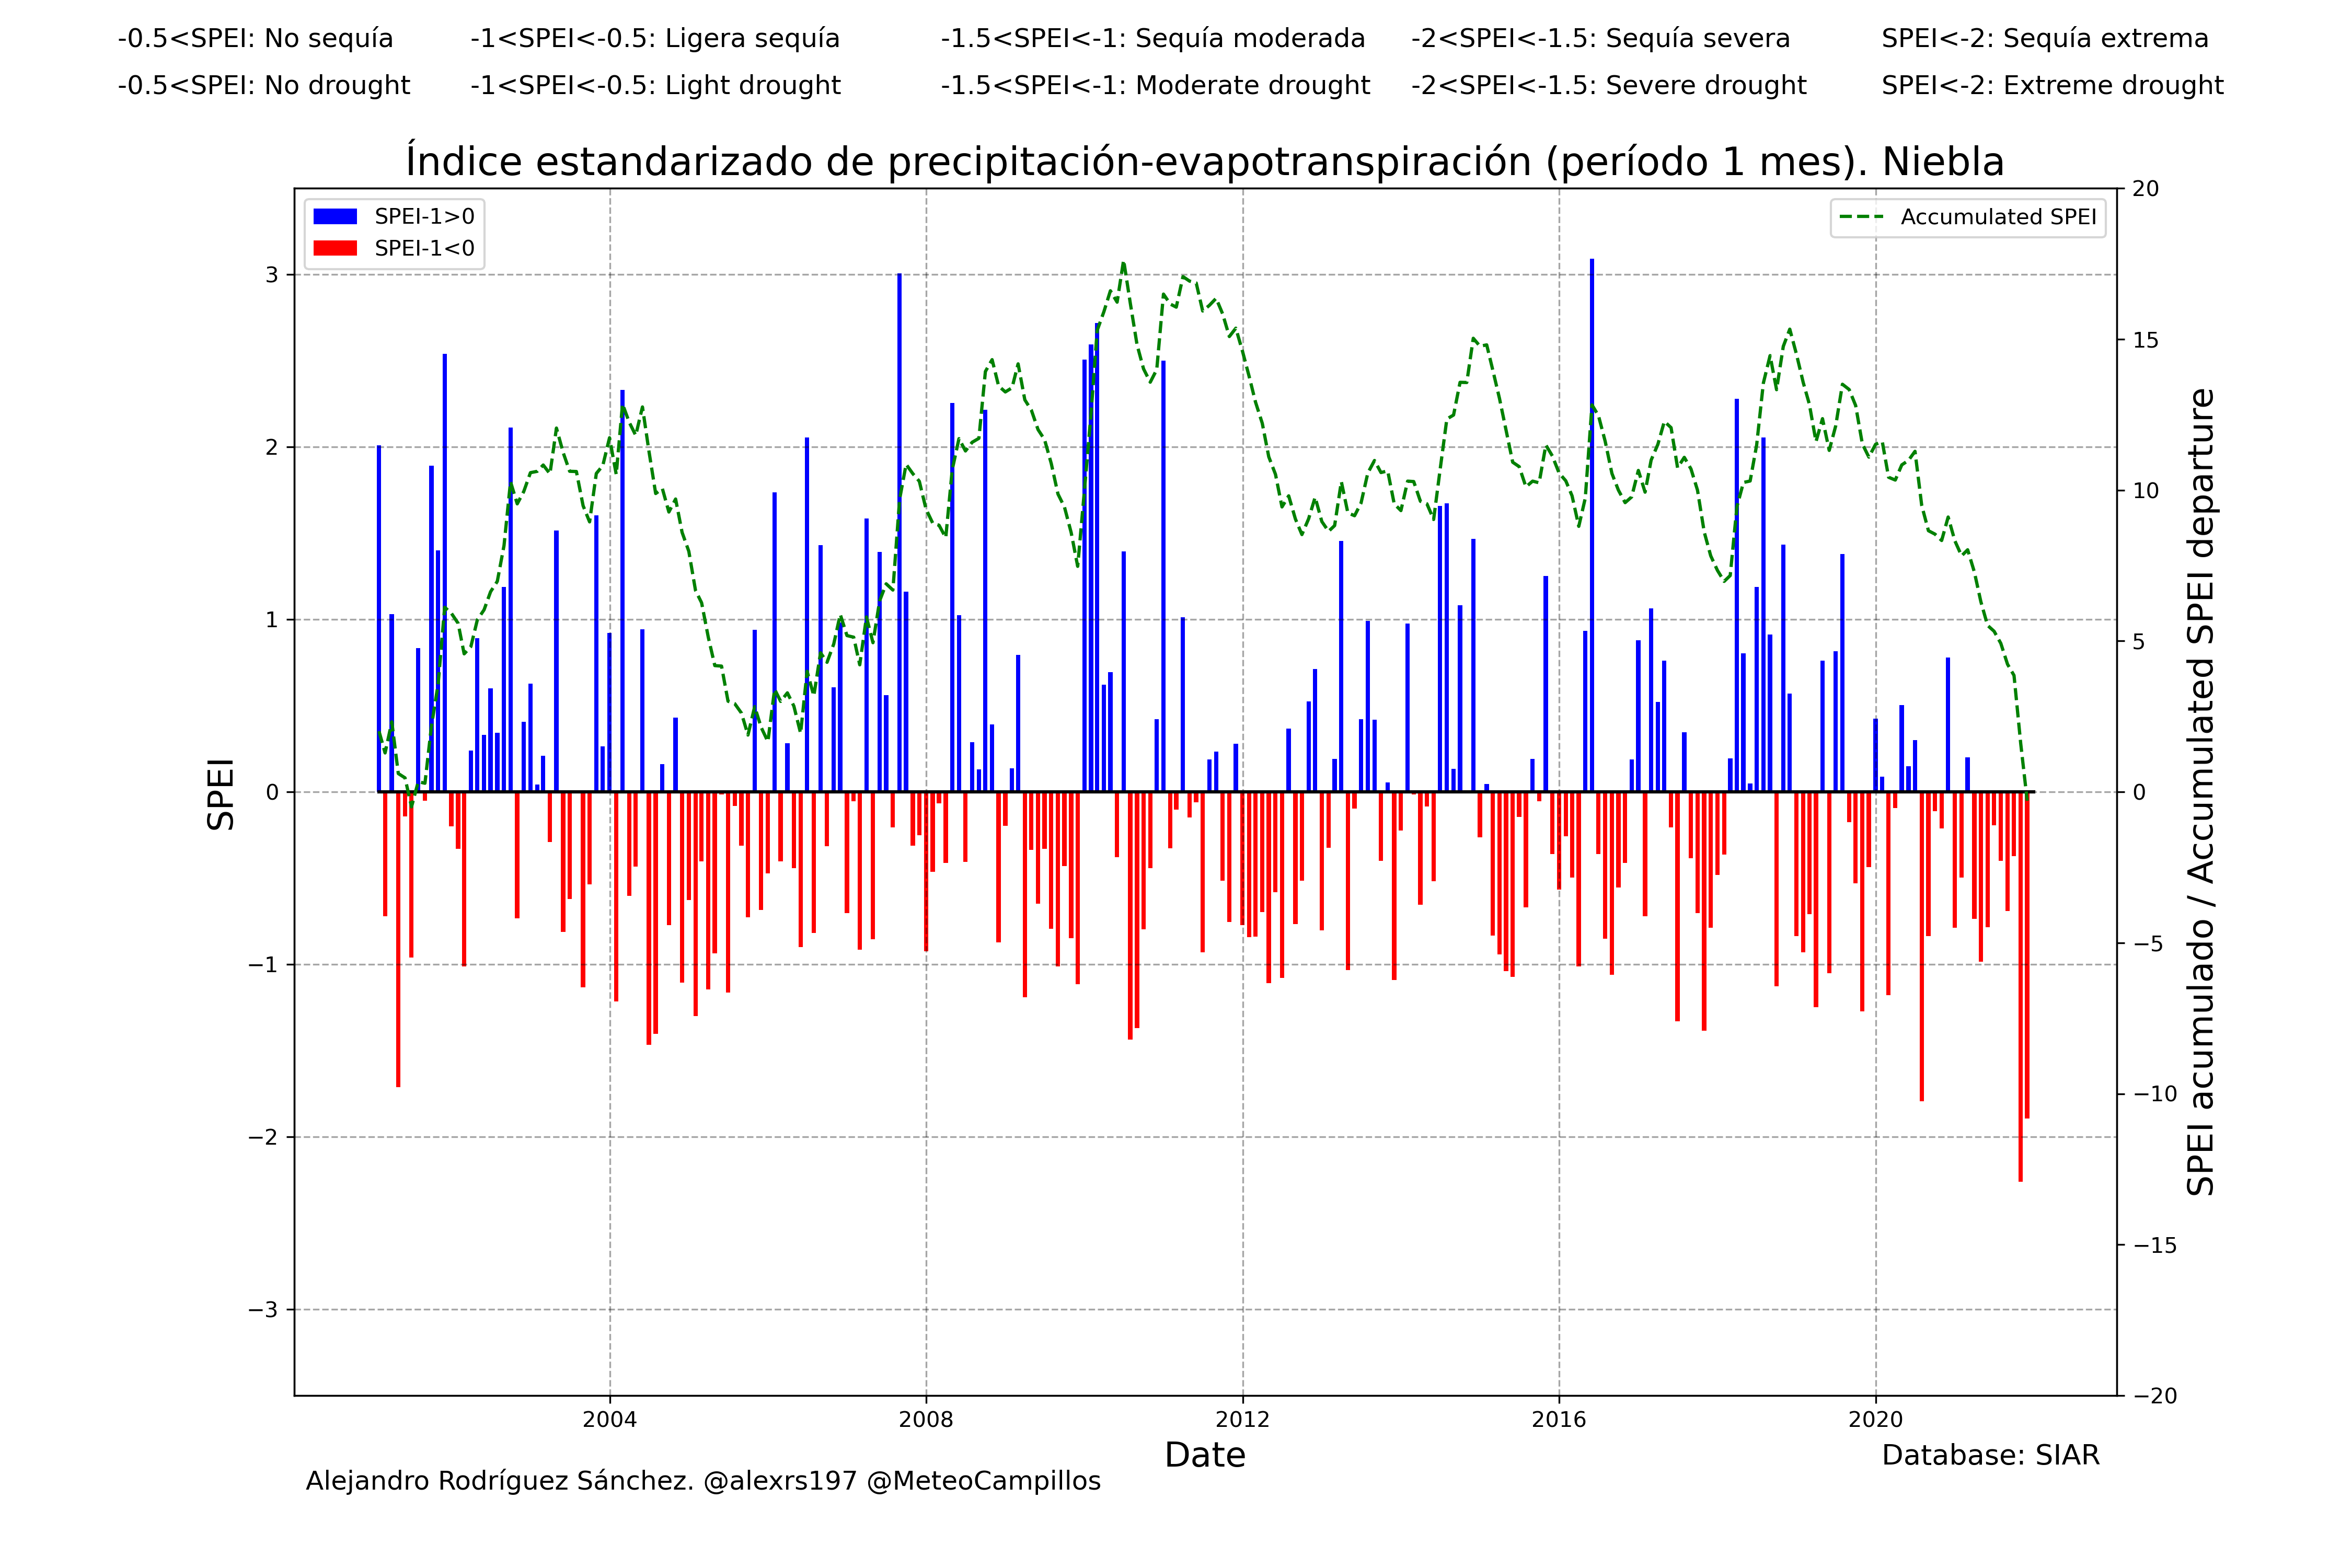 -0.5<SPEI: No sequía -1<SPEI<-0.5: Ligera sequía -1.5<SPEI<-1: Sequía moderada -2<SPEI<-1.5: Sequía severa SPEI<-2: Sequía extrema
-0.5<SPEI: No drought -1<SPEI<-0.5: Light drought -1.5<SPEI<-1: Moderate drought -2<SPEI<-1.5: Severe drought SPEI<-2: Extreme drought
Índice estandarizado de precipitación-evapotranspiración (período 1 mes). Niebla
SPEI-1>0
SPEI-1<0
Accumulated SPEI
SPEI
3
2
1
0
−1
−2
−3
20
15
10
5
0
−5
−10
−15
−20
SPEI acumulado / Accumulated SPEI departure
2004 2008 2012 2016 2020
Date
Database: SIAR
Alejandro Rodríguez Sánchez. @alexrs197 @MeteoCampillos